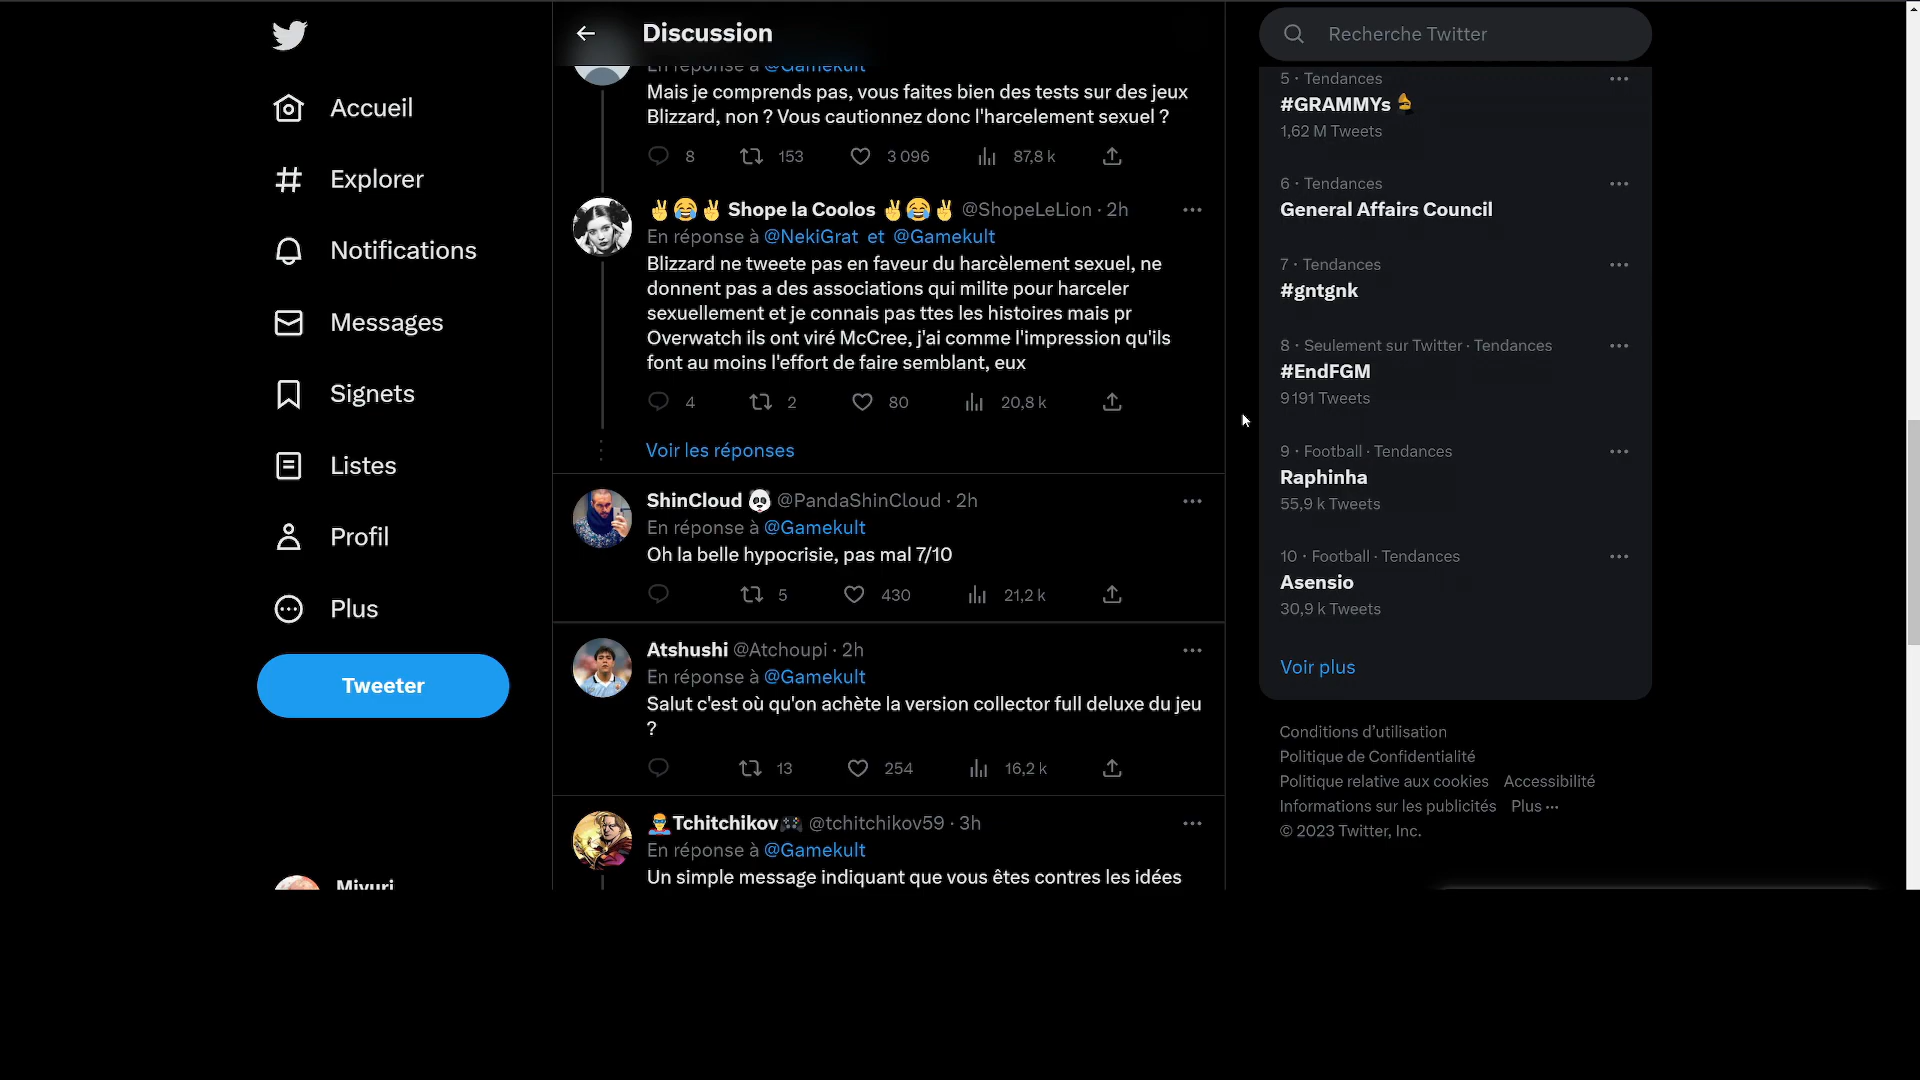 Accueil
Explorer
Notifications
Messages
Signets
Listes
Profil
Plus
Tweeter
Miyuri
Discussion
En réponse à @Gamekult
Mais je comprends pas, vous faites bien des tests sur des jeux
Blizzard, non ? Vous cautionnez donc l'harcelement sexuel ?
8 153 3 096 87,8 k
✌😂✌ Shope la Coolos ✌😂✌ @ShopeLeLion · 2h
En réponse à @NekiGrat et @Gamekult
Blizzard ne tweete pas en faveur du harcèlement sexuel, ne
donnent pas a des associations qui milite pour harceler
sexuellement et je connais pas ttes les histoires mais pr
Overwatch ils ont viré McCree, j'ai comme l'impression qu'ils
font au moins l'effort de faire semblant, eux
4 2 80 20,8 k
Voir les réponses
ShinCloud 🐼 @PandaShinCloud · 2h
En réponse à @Gamekult
Oh la belle hypocrisie, pas mal 7/10
5 430 21,2 k
Atshushi @Atchoupi · 2h
En réponse à @Gamekult
Salut c'est où qu'on achète la version collector full deluxe du jeu
?
13 254 16,2 k
Tchitchikov🎮 @tchitchikov59 · 3h
En réponse à @Gamekult
Un simple message indiquant que vous êtes contres les idées
Recherche Twitter
5 · Tendances
#GRAMMYs
1,62 M Tweets
6 · Tendances
General Affairs Council
7 · Tendances
#gntgnk
8 · Seulement sur Twitter · Tendances
#EndFGM
9 191 Tweets
9 · Football · Tendances
Raphinha
55,9 k Tweets
10 · Football · Tendances
Asensio
30,9 k Tweets
Voir plus
Conditions d'utilisation
Politique de Confidentialité
Politique relative aux cookies Accessibilité
Informations sur les publicités Plus ···
© 2023 Twitter, Inc.